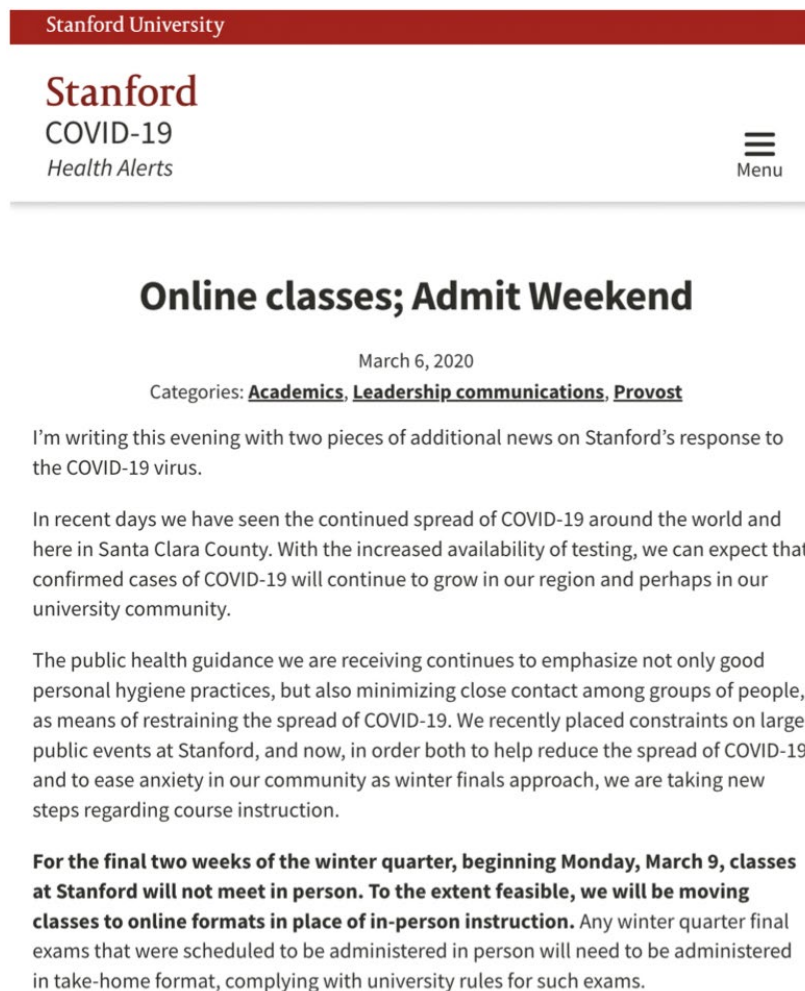 Stanford University
Stanford
COVID-19
Health Alerts
Menu
Online classes; Admit Weekend
March 6, 2020
Categories: Academics, Leadership communications, Provost
I'm writing this evening with two pieces of additional news on Stanford's response to
the COVID-19 virus.
In recent days we have seen the continued spread of COVID-19 around the world and
here in Santa Clara County. With the increased availability of testing, we can expect that
confirmed cases of COVID-19 will continue to grow in our region and perhaps in our
university community.
The public health guidance we are receiving continues to emphasize not only good
personal hygiene practices, but also minimizing close contact among groups of people,
as means of restraining the spread of COVID-19. We recently placed constraints on large
public events at Stanford, and now, in order both to help reduce the spread of COVID-19
and to ease anxiety in our community as winter finals approach, we are taking new
steps regarding course instruction.
For the final two weeks of the winter quarter, beginning Monday, March 9, classes
at Stanford will not meet in person. To the extent feasible, we will be moving
classes to online formats in place of in-person instruction. Any winter quarter final
exams that were scheduled to be administered in person will need to be administered
in take-home format, complying with university rules for such exams.